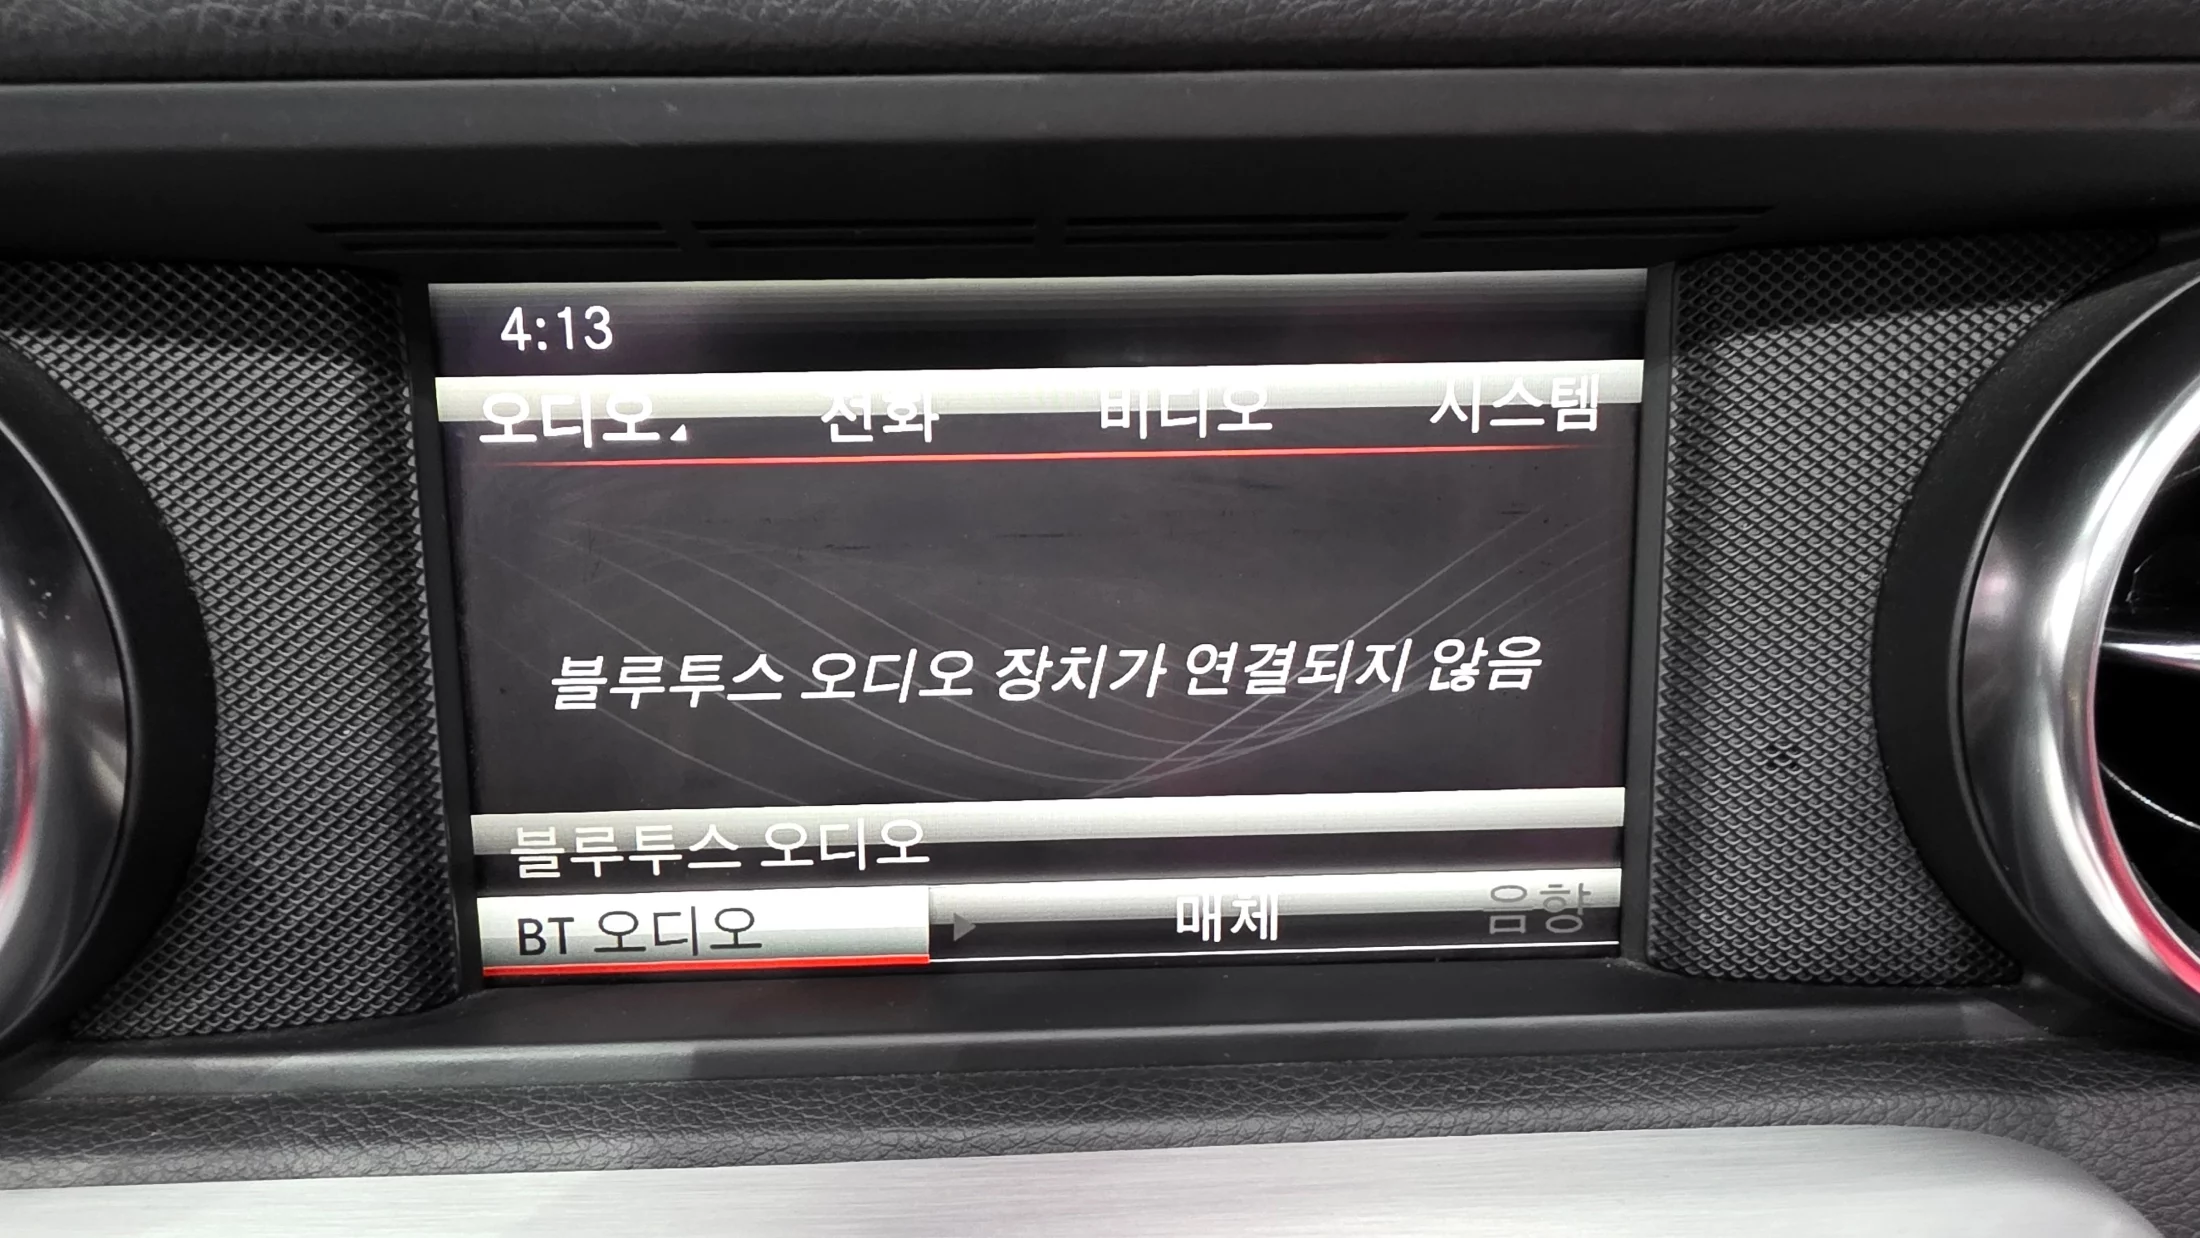 4:13
오디오 전화 비디오 시스템
블루투스 오디오 장치가 연결되지 않음
블루투스 오디오
BT 오디오 매체 음향